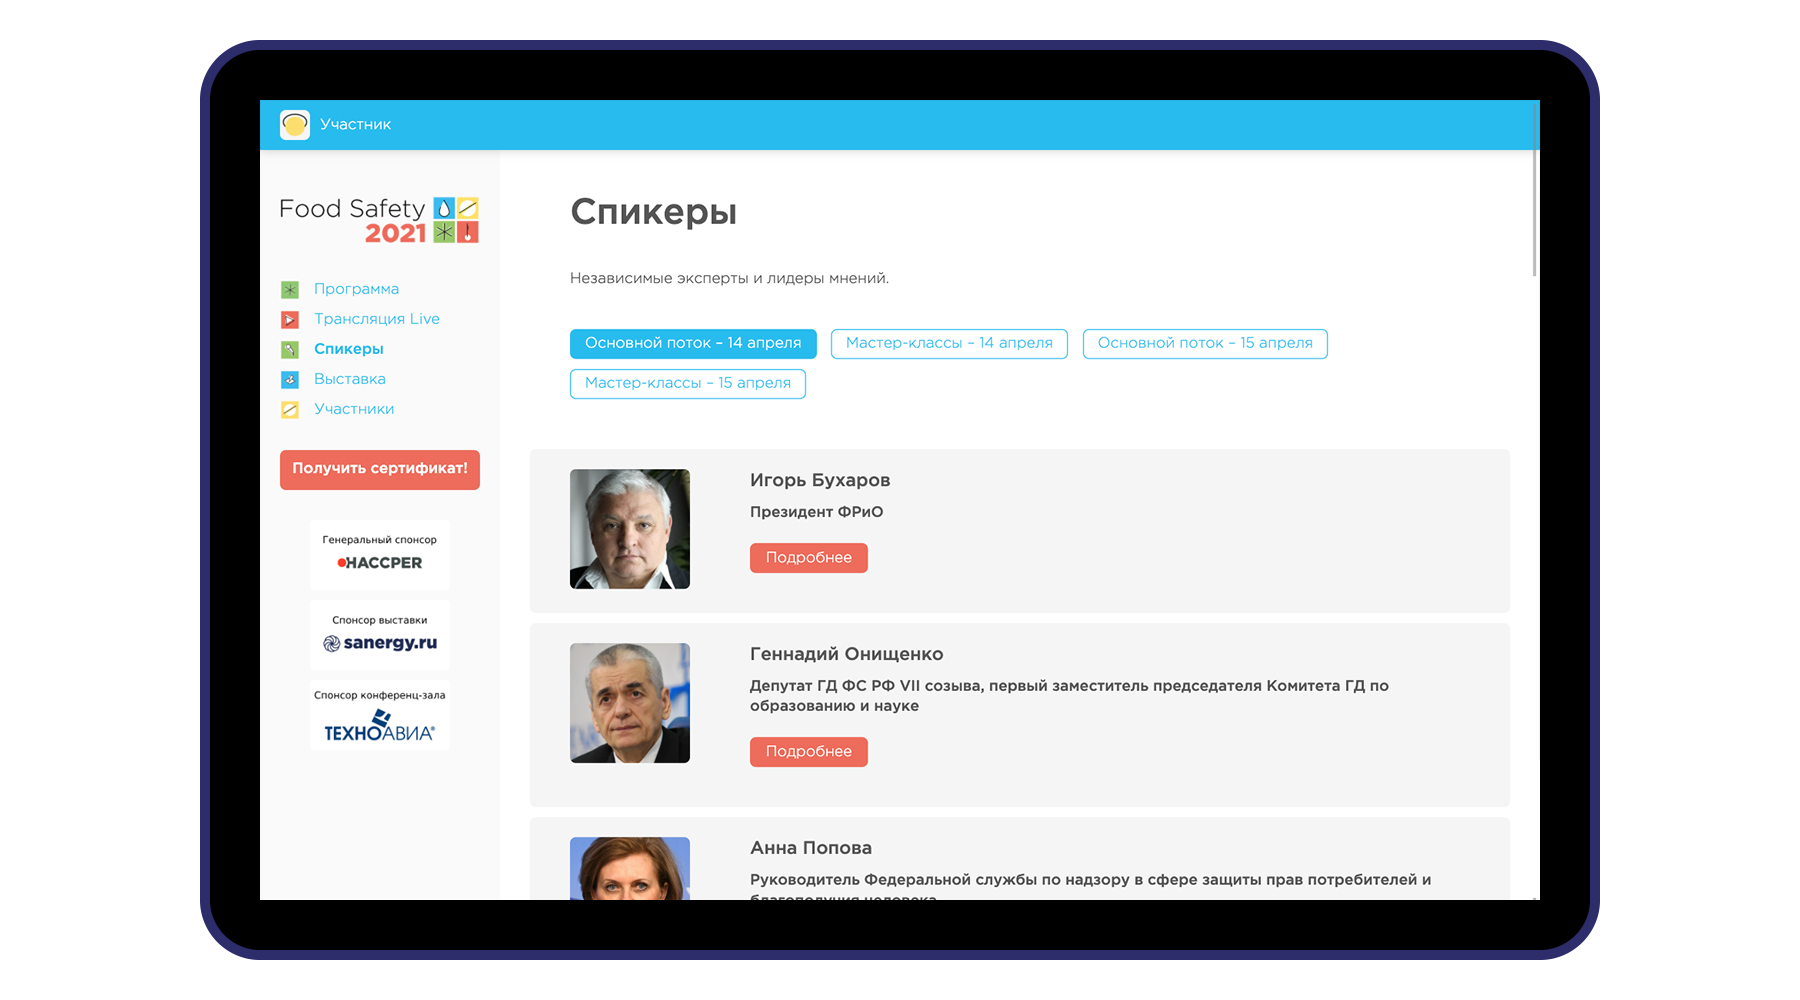 Участник
Food Safety
2021
Программа
Трансляция Live
Спикеры
Выставка
Участники
Получить сертификат!
Генеральный спонсор
HACCPER
Спонсор выставки
sanergy.ru
Спонсор конференц-зала
ТЕХНОАВИА®
Спикеры
Независимые эксперты и лидеры мнений.
Основной поток – 14 апреля
Мастер-классы – 14 апреля
Основной поток – 15 апреля
Мастер-классы – 15 апреля
Игорь Бухаров
Президент ФРиО
Подробнее
Геннадий Онищенко
Депутат ГД ФС РФ VII созыва, первый заместитель председателя Комитета ГД по
образованию и науке
Подробнее
Анна Попова
Руководитель Федеральной службы по надзору в сфере защиты прав потребителей и
благополучия человека